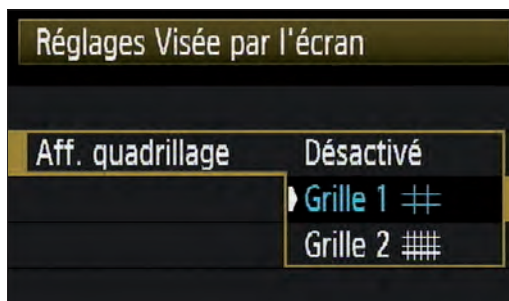 Réglages Visée par l'écran
Aff. quadrillage Désactivé
Grille 1
Grille 2